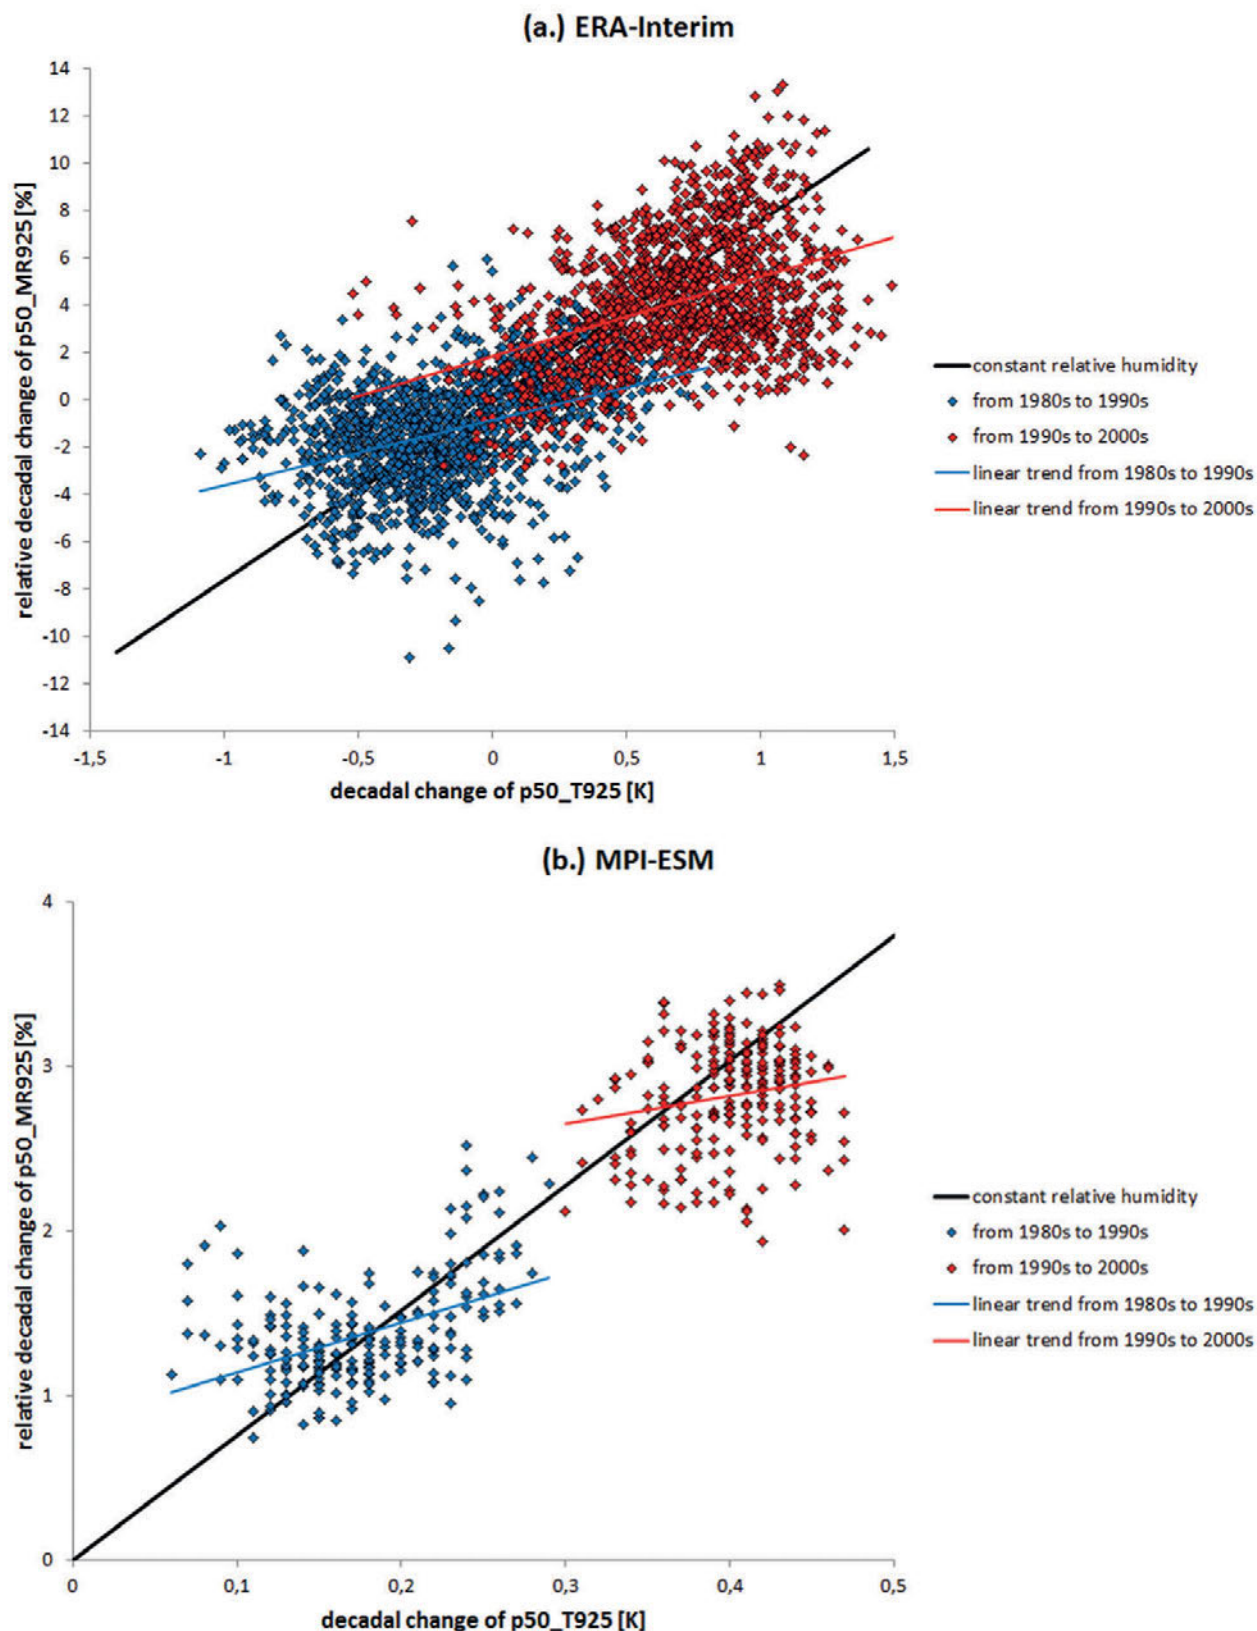 (a.) ERA-Interim
relative decadal change of p50_MR925 [%]
14
12
10
8
6
4
2
0
-2
-4
-6
-8
-10
-12
-14
-1,5
-1
-0,5
0
0,5
1
1,5
decadal change of p50_T925 [K]
constant relative humidity
from 1980s to 1990s
from 1990s to 2000s
linear trend from 1980s to 1990s
linear trend from 1990s to 2000s
(b.) MPI-ESM
relative decadal change of p50_MR925 [%]
4
3
2
1
0
0
0,1
0,2
0,3
0,4
0,5
decadal change of p50_T925 [K]
constant relative humidity
from 1980s to 1990s
from 1990s to 2000s
linear trend from 1980s to 1990s
linear trend from 1990s to 2000s